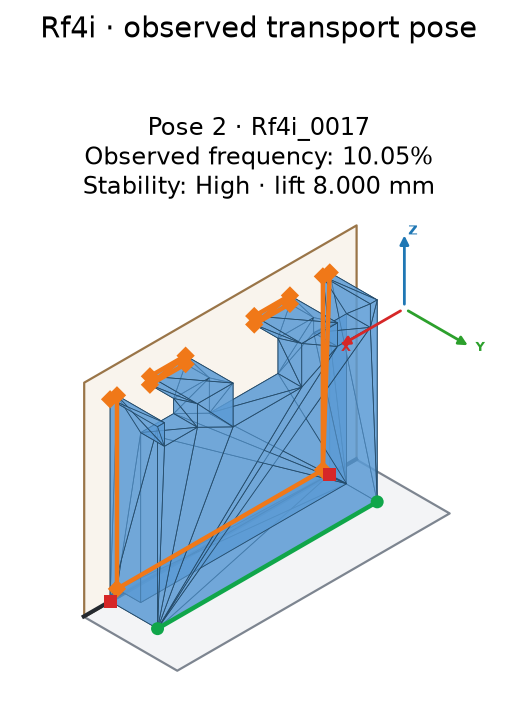 Rf4i · observed transport pose
Pose 2 · Rf4i_0017
Observed frequency: 10.05%
Stability: High · lift 8.000 mm
Z
X
Y